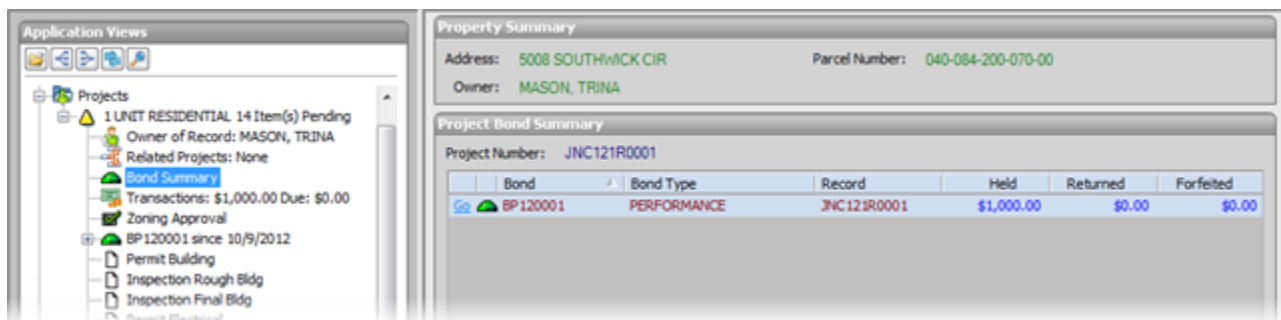 Application Views
Projects
1 UNIT RESIDENTIAL 14 Item(s) Pending
Owner of Record: MASON, TRINA
Related Projects: None
Bond Summary
Transactions: $1,000.00 Due: $0.00
Zoning Approval
BP120001 since 10/9/2012
Permit Building
Inspection Rough Bldg
Inspection Final Bldg
Permit Electrical
Property Summary
Address: 5008 SOUTHWICK CIR Parcel Number: 040-084-200-070-00
Owner: MASON, TRINA
Project Bond Summary
Project Number: JNC121R0001
Bond Bond Type Record Held Returned Forfeited
Go BP120001 PERFORMANCE JNC121R0001 $1,000.00 $0.00 $0.00